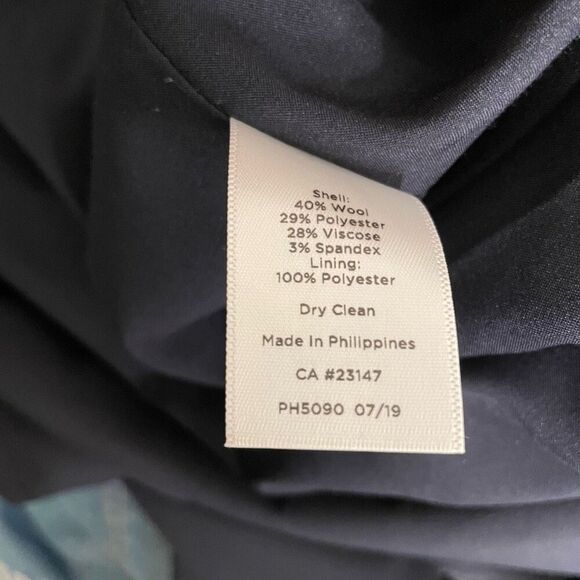 Shell:
40% Wool
29% Polyester
28% Viscose
3% Spandex
Lining:
100% Polyester
Dry Clean
Made In Philippines
CA #23147
PH5090 07/19